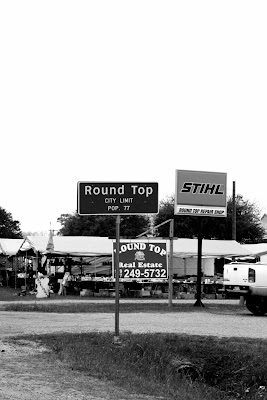 Round Top
CITY LIMIT
POP. 77
STIHL
ROUND TOP REPAIR SHOP
ROUND TOP
Real Estate
249-5732